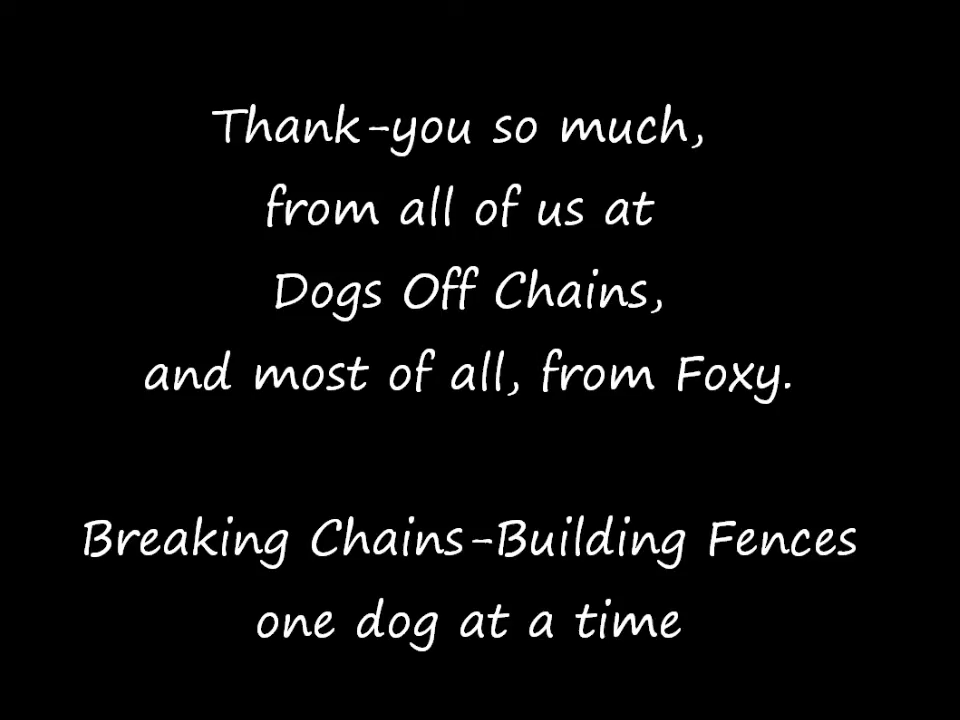 Thank-you so much,
from all of us at
Dogs Off Chains,
and most of all, from Foxy.
Breaking Chains-Building Fences
one dog at a time